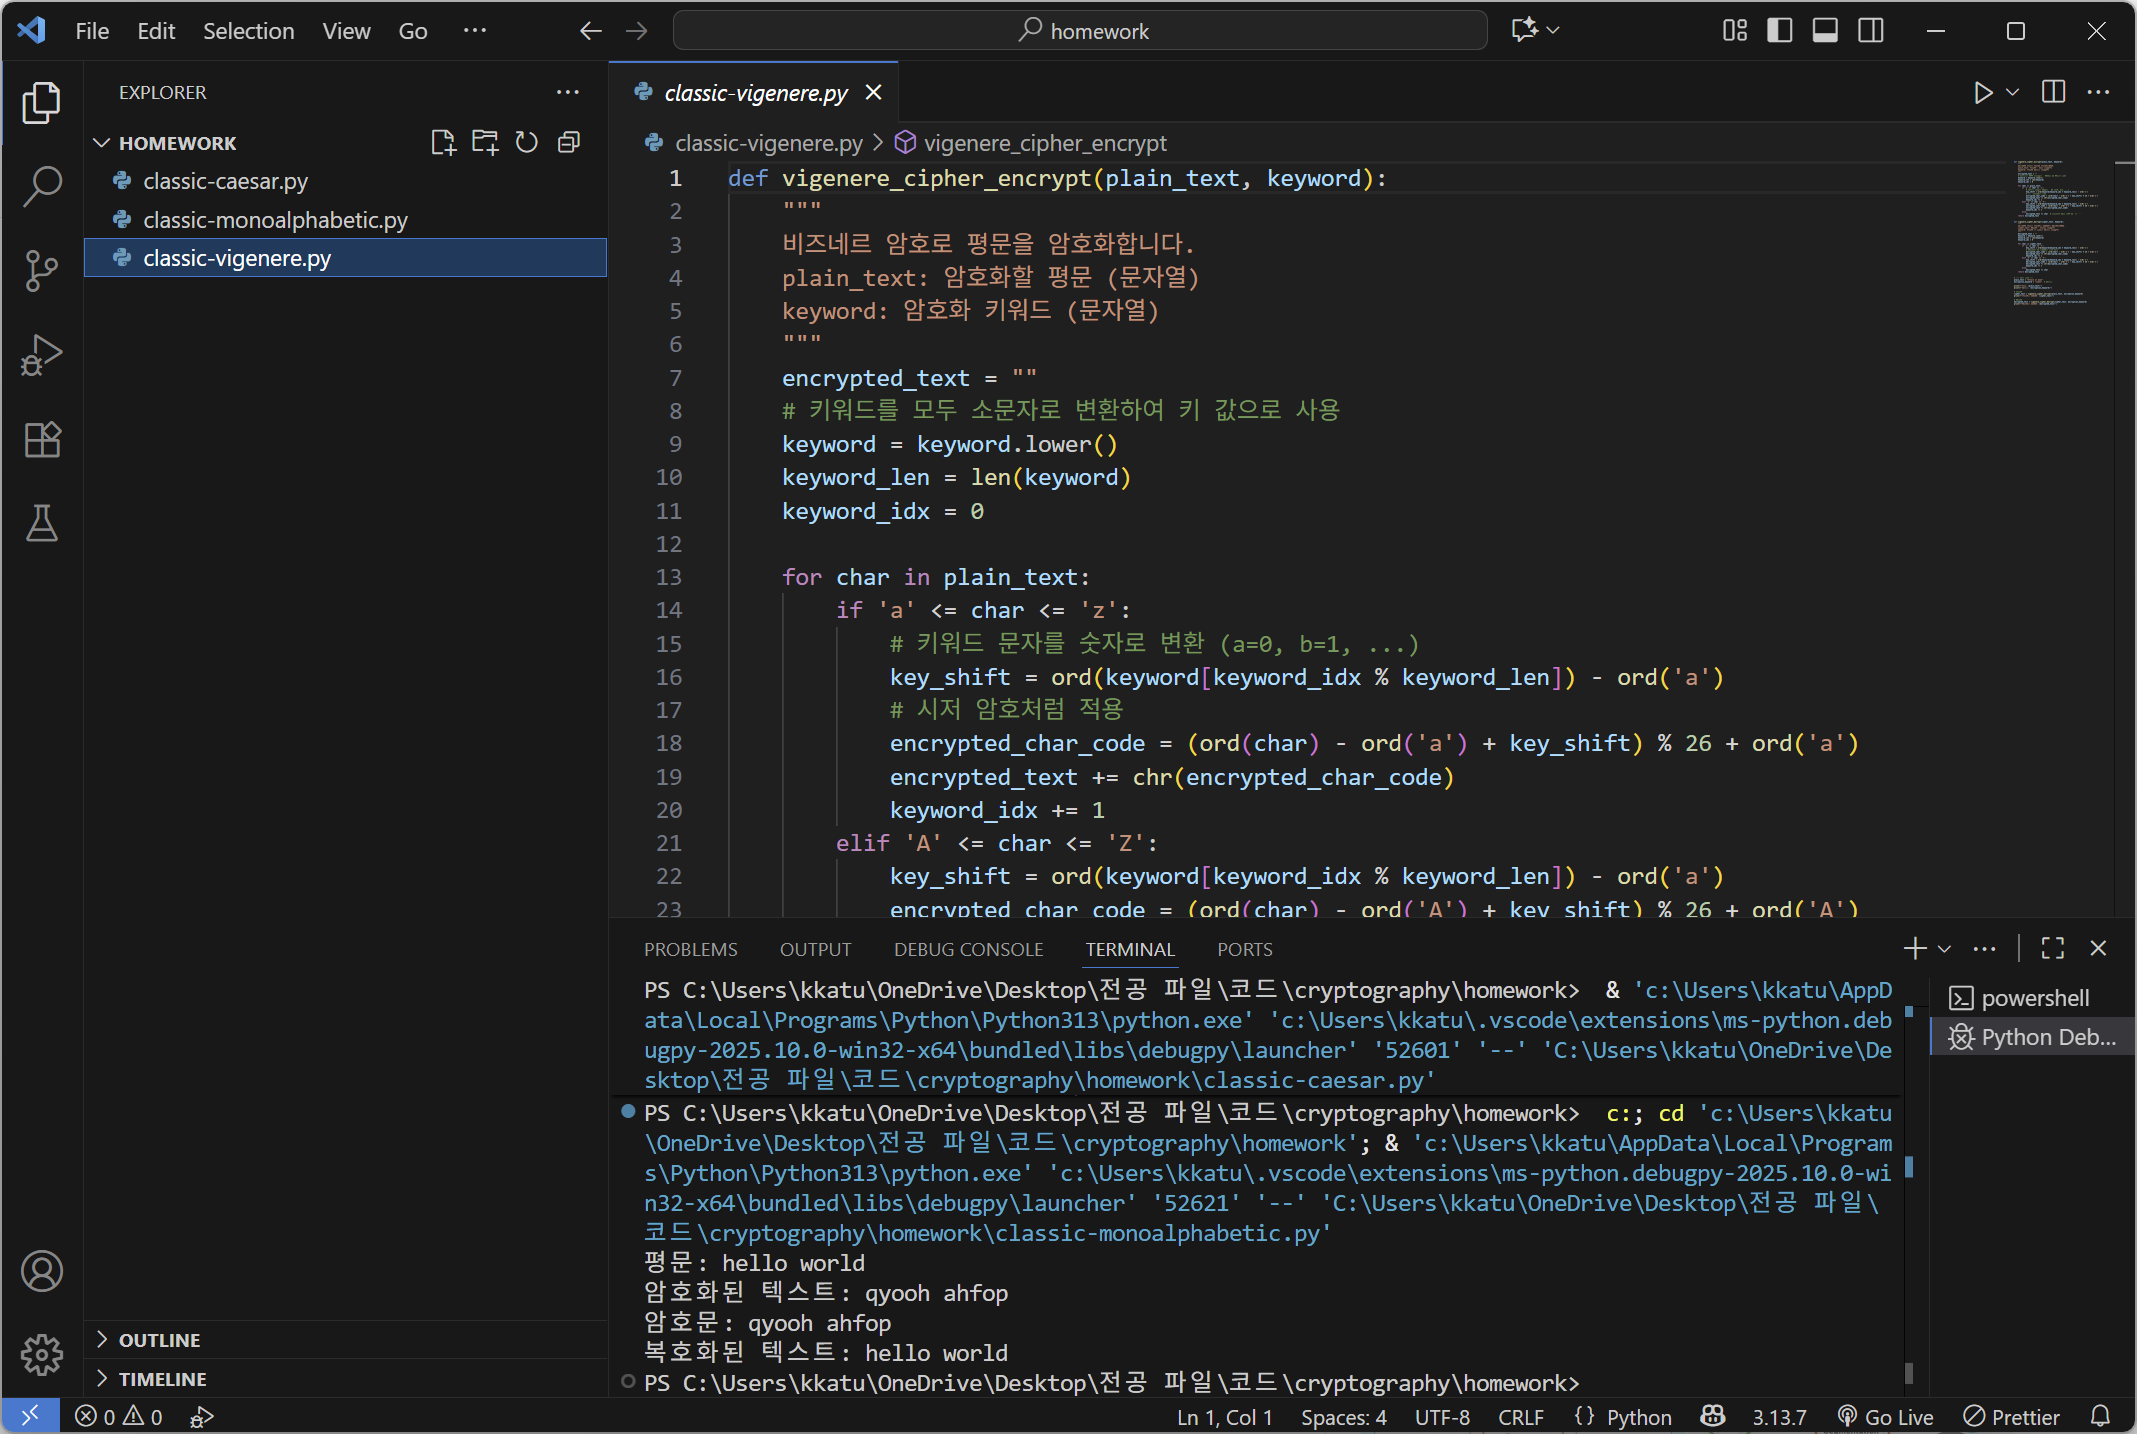 File Edit Selection View Go ··· homework
EXPLORER
HOMEWORK
classic-caesar.py
classic-monoalphabetic.py
classic-vigenere.py
OUTLINE
TIMELINE
classic-vigenere.py
classic-vigenere.py > vigenere_cipher_encrypt
1 def vigenere_cipher_encrypt(plain_text, keyword):
2 """
3 비즈네르 암호로 평문을 암호화합니다.
4 plain_text: 암호화할 평문 (문자열)
5 keyword: 암호화 키워드 (문자열)
6 """
7 encrypted_text = ""
8 # 키워드를 모두 소문자로 변환하여 키 값으로 사용
9 keyword = keyword.lower()
10 keyword_len = len(keyword)
11 keyword_idx = 0
12
13 for char in plain_text:
14 if 'a' <= char <= 'z':
15 # 키워드 문자를 숫자로 변환 (a=0, b=1, ...)
16 key_shift = ord(keyword[keyword_idx % keyword_len]) - ord('a')
17 # 시저 암호처럼 적용
18 encrypted_char_code = (ord(char) - ord('a') + key_shift) % 26 + ord('a')
19 encrypted_text += chr(encrypted_char_code)
20 keyword_idx += 1
21 elif 'A' <= char <= 'Z':
22 key_shift = ord(keyword[keyword_idx % keyword_len]) - ord('a')
23 encrypted_char_code = (ord(char) - ord('A') + key_shift) % 26 + ord('A')
PROBLEMS OUTPUT DEBUG CONSOLE TERMINAL PORTS
PS C:\Users\kkatu\OneDrive\Desktop\전공 파일\코드\cryptography\homework> & 'c:\Users\kkatu\AppD
ata\Local\Programs\Python\Python313\python.exe' 'c:\Users\kkatu\.vscode\extensions\ms-python.deb
ugpy-2025.10.0-win32-x64\bundled\libs\debugpy\launcher' '52601' '--' 'C:\Users\kkatu\OneDrive\De
sktop\전공 파일\코드\cryptography\homework\classic-caesar.py'
PS C:\Users\kkatu\OneDrive\Desktop\전공 파일\코드\cryptography\homework> c:; cd 'c:\Users\kkatu
\OneDrive\Desktop\전공 파일\코드\cryptography\homework'; & 'c:\Users\kkatu\AppData\Local\Program
s\Python\Python313\python.exe' 'c:\Users\kkatu\.vscode\extensions\ms-python.debugpy-2025.10.0-wi
n32-x64\bundled\libs\debugpy\launcher' '52621' '--' 'C:\Users\kkatu\OneDrive\Desktop\전공 파일\
코드\cryptography\homework\classic-monoalphabetic.py'
평문: hello world
암호화된 텍스트: qyooh ahfop
암호문: qyooh ahfop
복호화된 텍스트: hello world
PS C:\Users\kkatu\OneDrive\Desktop\전공 파일\코드\cryptography\homework>
powershell
Python Deb...
0 0 Ln 1, Col 1 Spaces: 4 UTF-8 CRLF {} Python 3.13.7 Go Live Prettier